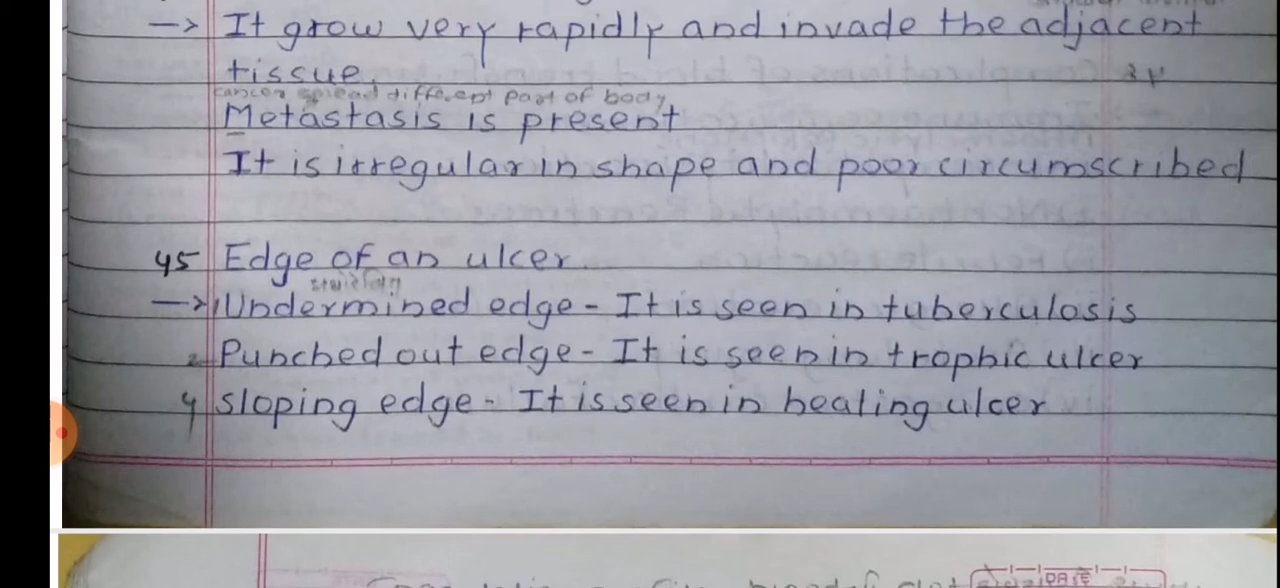 -> It grow very rapidly and invade the adjacent
tissue.
cancer spread different part of body
Metastasis is present
It is irregular in shape and poor circumscribed
45 Edge of an ulcer
-> 1 Undermined edge - It is seen in tuberculosis
2 Punched out edge - It is seen in trophic ulcer
4 Sloping edge - It is seen in healing ulcer
DATE